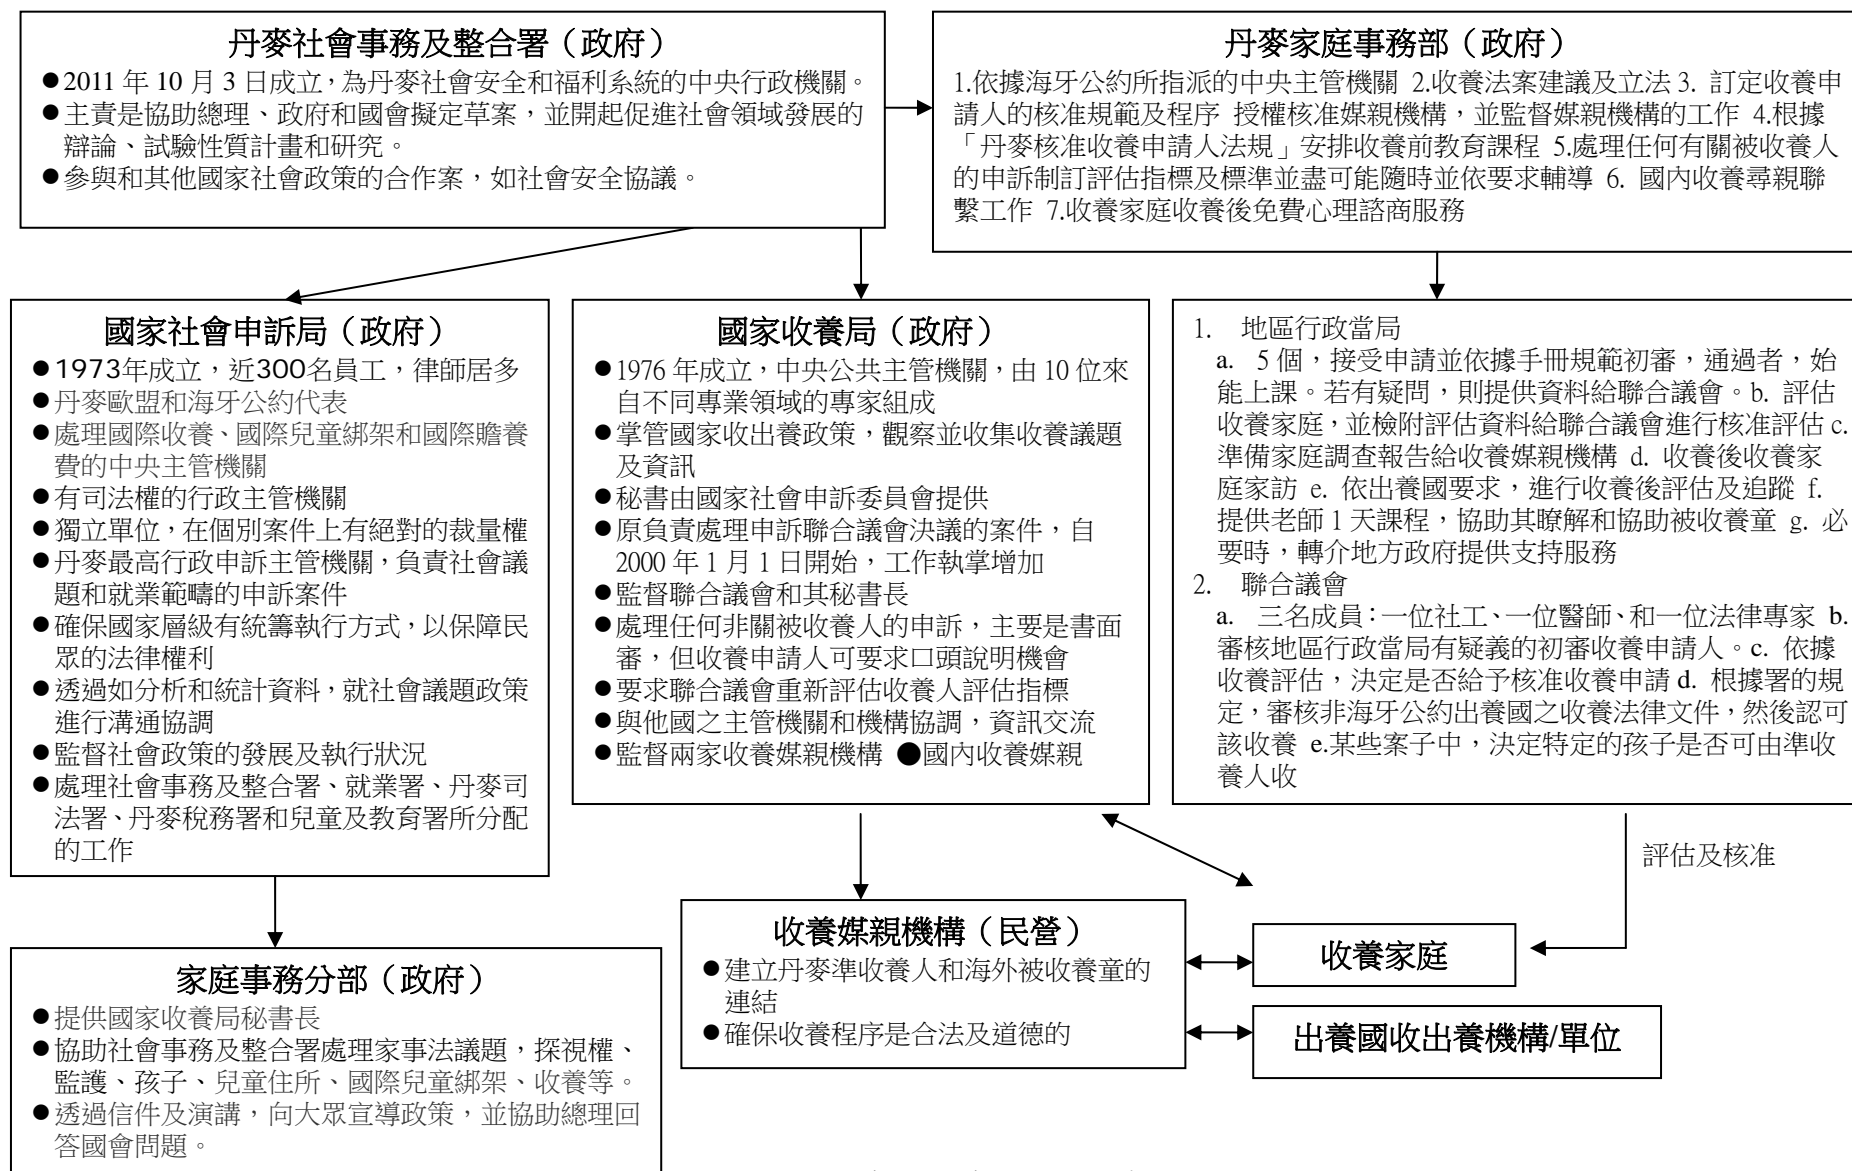 丹麥社會事務及整合署（政府）
●2011 年 10 月 3 日成立，為丹麥社會安全和福利系統的中央行政機關。
●主責是協助總理、政府和國會擬定草案，並開起促進社會領域發展的
辯論、試驗性質計畫和研究。
●參與和其他國家社會政策的合作案，如社會安全協議。
丹麥家庭事務部（政府）
1.依據海牙公約所指派的中央主管機關 2.收養法案建議及立法 3. 訂定收養申
請人的核准規範及程序 授權核准媒親機構，並監督媒親機構的工作 4.根據
「丹麥核准收養申請人法規」安排收養前教育課程 5.處理任何有關被收養人
的申訴制訂評估指標及標準並盡可能隨時並依要求輔導 6. 國內收養尋親聯
繫工作 7.收養家庭收養後免費心理諮商服務
國家社會申訴局（政府）
●1973年成立，近300名員工，律師居多
●丹麥歐盟和海牙公約代表
●處理國際收養、國際兒童綁架和國際贍養
費的中央主管機關
●有司法權的行政主管機關
●獨立單位，在個別案件上有絕對的裁量權
●丹麥最高行政申訴主管機關，負責社會議
題和就業範疇的申訴案件
●確保國家層級有統籌執行方式，以保障民
眾的法律權利
●透過如分析和統計資料，就社會議題政策
進行溝通協調
●監督社會政策的發展及執行狀況
●處理社會事務及整合署、就業署、丹麥司
法署、丹麥稅務署和兒童及教育署所分配
的工作
國家收養局（政府）
●1976 年成立，中央公共主管機關，由 10 位來
自不同專業領域的專家組成
●掌管國家收出養政策，觀察並收集收養議題
及資訊
●秘書由國家社會申訴委員會提供
●原負責處理申訴聯合議會決議的案件，自
2000 年 1 月 1 日開始，工作執掌增加
●監督聯合議會和其秘書長
●處理任何非關被收養人的申訴，主要是書面
審，但收養申請人可要求口頭說明機會
●要求聯合議會重新評估收養人評估指標
●與他國之主管機關和機構協調，資訊交流
●監督兩家收養媒親機構 ●國內收養媒親
1. 地區行政當局
a. 5 個，接受申請並依據手冊規範初審，通過者，始
能上課。若有疑問，則提供資料給聯合議會。b. 評估
收養家庭，並檢附評估資料給聯合議會進行核准評估 c.
準備家庭調查報告給收養媒親機構 d. 收養後收養家
庭家訪 e. 依出養國要求，進行收養後評估及追蹤 f.
提供老師 1 天課程，協助其瞭解和協助被收養童 g. 必
要時，轉介地方政府提供支持服務
2. 聯合議會
a. 三名成員：一位社工、一位醫師、和一位法律專家 b.
審核地區行政當局有疑義的初審收養申請人。c. 依據
收養評估，決定是否給予核准收養申請 d. 根據署的規
定，審核非海牙公約出養國之收養法律文件，然後認可
該收養 e.某些案子中，決定特定的孩子是否可由準收
養人收
評估及核准
家庭事務分部（政府）
●提供國家收養局秘書長
●協助社會事務及整合署處理家事法議題，探視權、
監護、孩子、兒童住所、國際兒童綁架、收養等。
●透過信件及演講，向大眾宣導政策，並協助總理回
答國會問題。
收養媒親機構（民營）
●建立丹麥準收養人和海外被收養童的
連結
●確保收養程序是合法及道德的
收養家庭
出養國收出養機構/單位